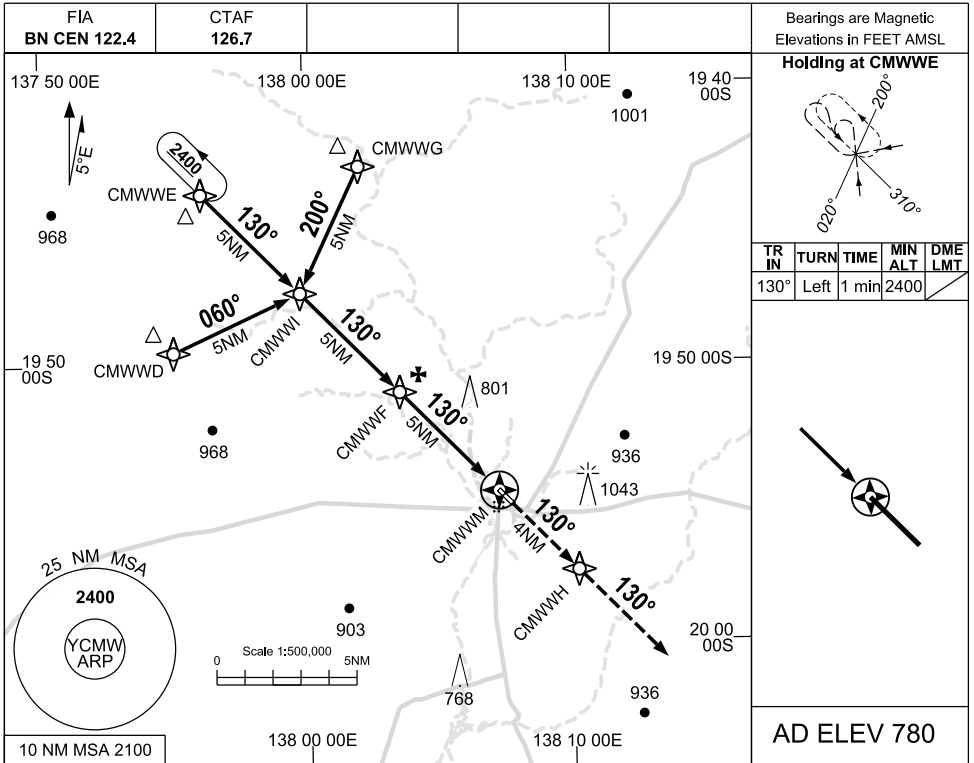 FIA
BN CEN 122.4
CTAF
126.7
Bearings are Magnetic
Elevations in FEET AMSL
137 50 00E
138 00 00E
138 10 00E
19 40
00S
5°E
1001
CMWWG
2400
CMWWE
968
130°
5NM
200°
5NM
060°
5NM
CMWWI
CMWWD
19 50
00S
130°
5NM
19 50 00S
801
CMWWF
130°
5NM
968
936
1043
CMWWM
130°
4NM
CMWWH
130°
25 NM MSA
2400
YCMW
ARP
903
Scale 1:500,000
0
5NM
20 00
00S
768
936
10 NM MSA 2100
138 00 00E
138 10 00E
Holding at CMWWE
200°
020°
310°
TR IN
TURN
TIME
MIN ALT
DME LMT
130°
Left
1 min
2400
AD ELEV 780